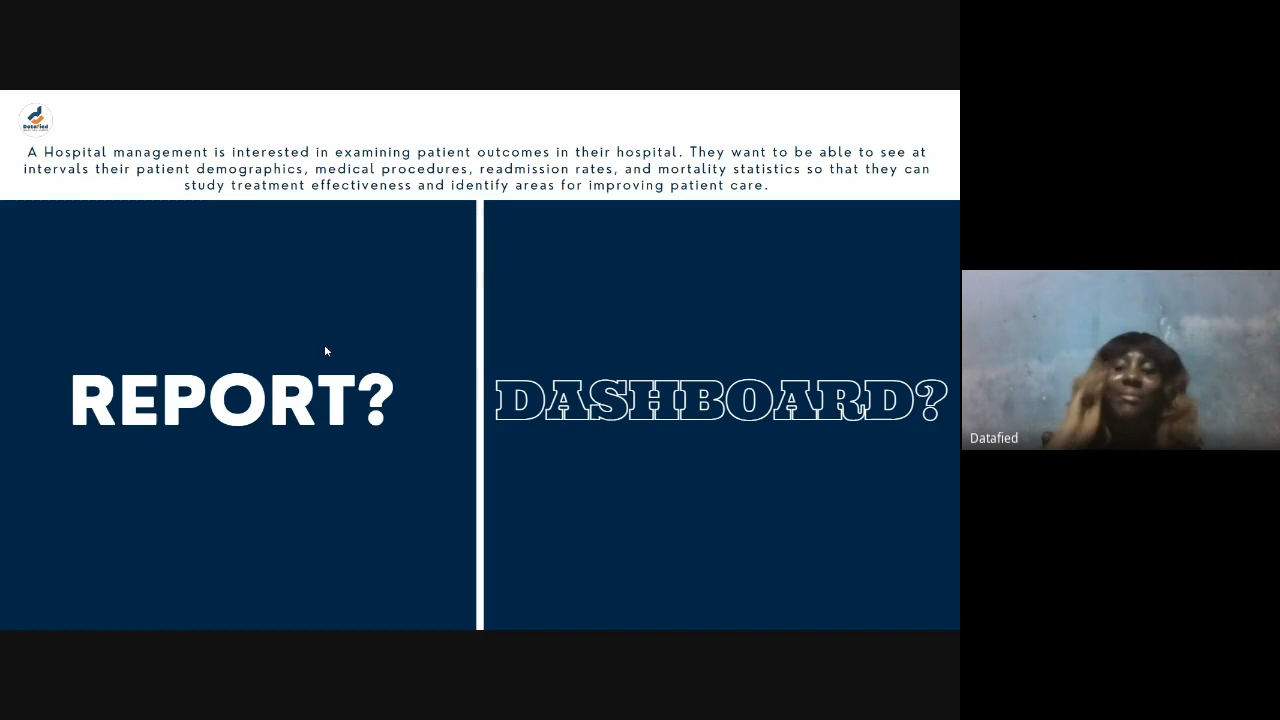 Datafied
A Hospital management is interested in examining patient outcomes in their hospital. They want to be able to see at
intervals their patient demographics, medical procedures, readmission rates, and mortality statistics so that they can
study treatment effectiveness and identify areas for improving patient care.
REPORT?
DASHBOARD?
Datafied